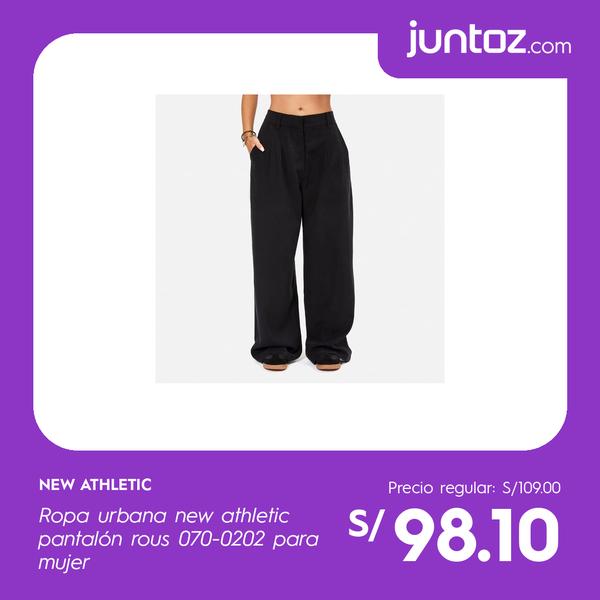 juntoz.com
NEW ATHLETIC
Ropa urbana new athletic
pantalón rous 070-0202 para
mujer
Precio regular: S/109.00
S/98.10